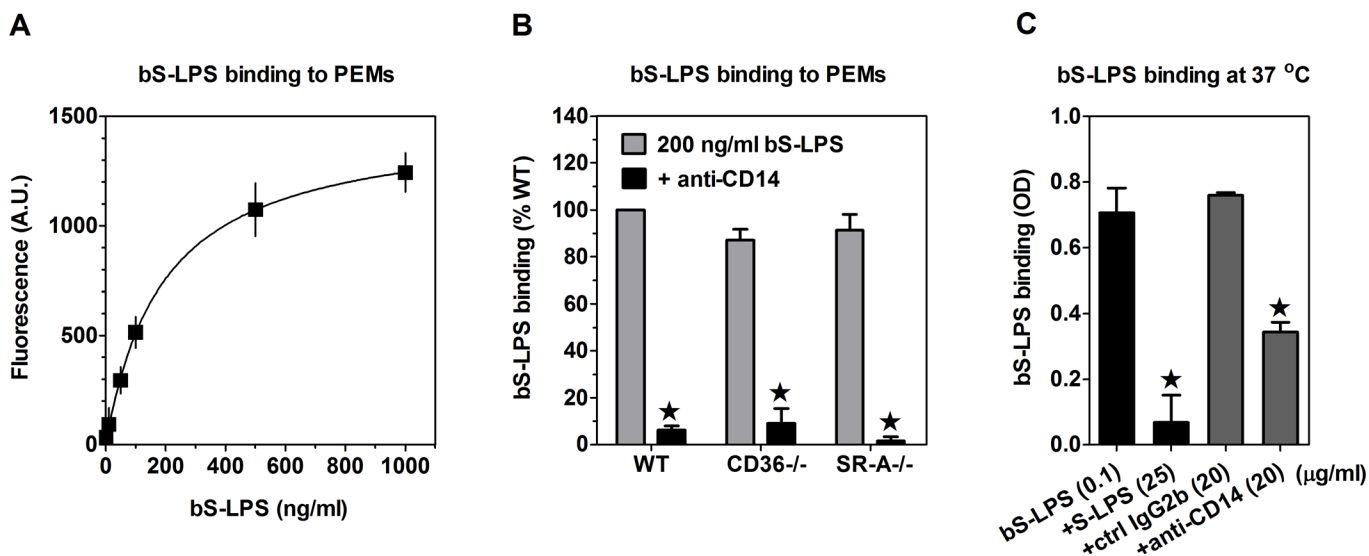 A
bS-LPS binding to PEMs
1500
1000
500
0
Fluorescence (A.U.)
0 200 400 600 800 1000
bS-LPS (ng/ml)
B
bS-LPS binding to PEMs
140
120
100
80
60
40
20
0
bS-LPS binding (% WT)
200 ng/ml bS-LPS
+ anti-CD14
WT CD36-/- SR-A-/-
C
bS-LPS binding at 37 °C
1.0
0.8
0.6
0.4
0.2
0.0
bS-LPS binding (OD)
bS-LPS (0.1)
+S-LPS (25)
+ctrl IgG2b (20)
+anti-CD14 (20)
(μg/ml)